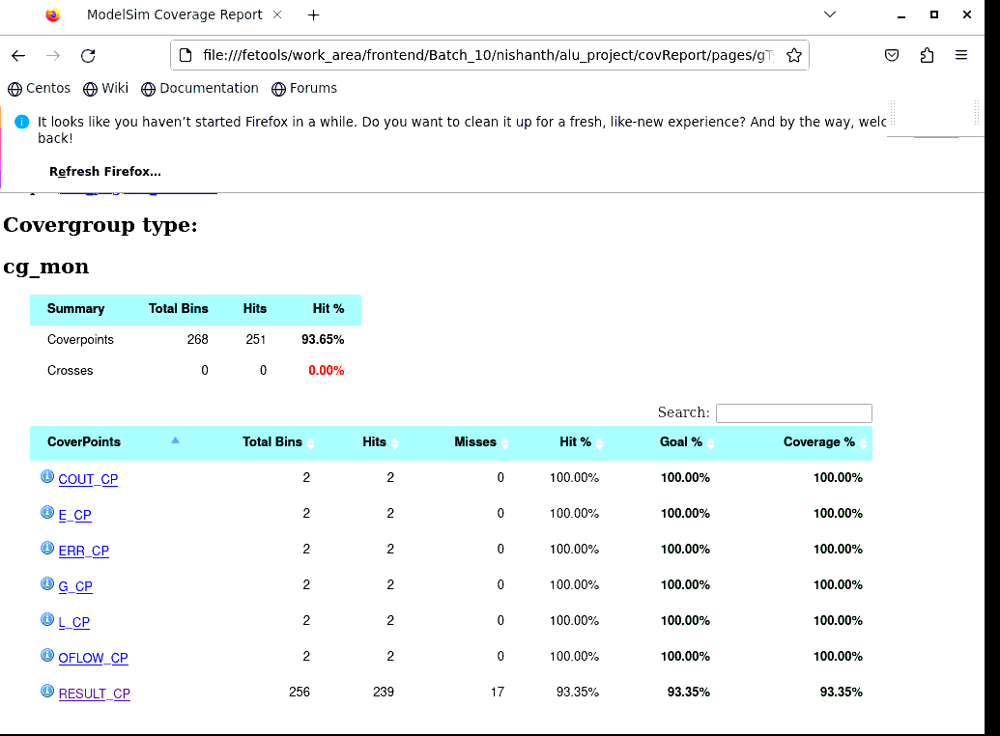 ModelSim Coverage Report
file:///fetools/work_area/frontend/Batch_10/nishanth/alu_project/covReport/pages/g
Centos Wiki Documentation Forums
It looks like you haven't started Firefox in a while. Do you want to clean it up for a fresh, like-new experience? And by the way,
back!
Refresh Firefox...
Covergroup type:
cg_mon
Summary Total Bins Hits Hit %
Coverpoints 268 251 93.65%
Crosses 0 0 0.00%
Search:
CoverPoints Total Bins Hits Misses Hit % Goal % Coverage %
COUT_CP 2 2 0 100.00% 100.00% 100.00%
E_CP 2 2 0 100.00% 100.00% 100.00%
ERR_CP 2 2 0 100.00% 100.00% 100.00%
G_CP 2 2 0 100.00% 100.00% 100.00%
L_CP 2 2 0 100.00% 100.00% 100.00%
OFLOW_CP 2 2 0 100.00% 100.00% 100.00%
RESULT_CP 256 239 17 93.35% 93.35% 93.35%